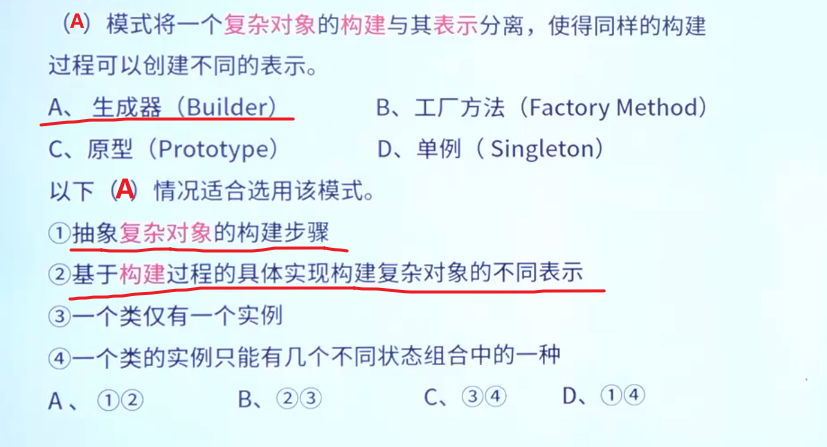 （A）模式将一个复杂对象的构建与其表示分离，使得同样的构建
过程可以创建不同的表示。
A、 生成器（Builder） B、工厂方法（Factory Method）
C、原型（Prototype） D、单例（ Singleton）
以下（A）情况适合选用该模式。
①抽象复杂对象的构建步骤
②基于构建过程的具体实现构建复杂对象的不同表示
③一个类仅有一个实例
④一个类的实例只能有几个不同状态组合中的一种
A、 ①② B、②③ C、③④ D、①④